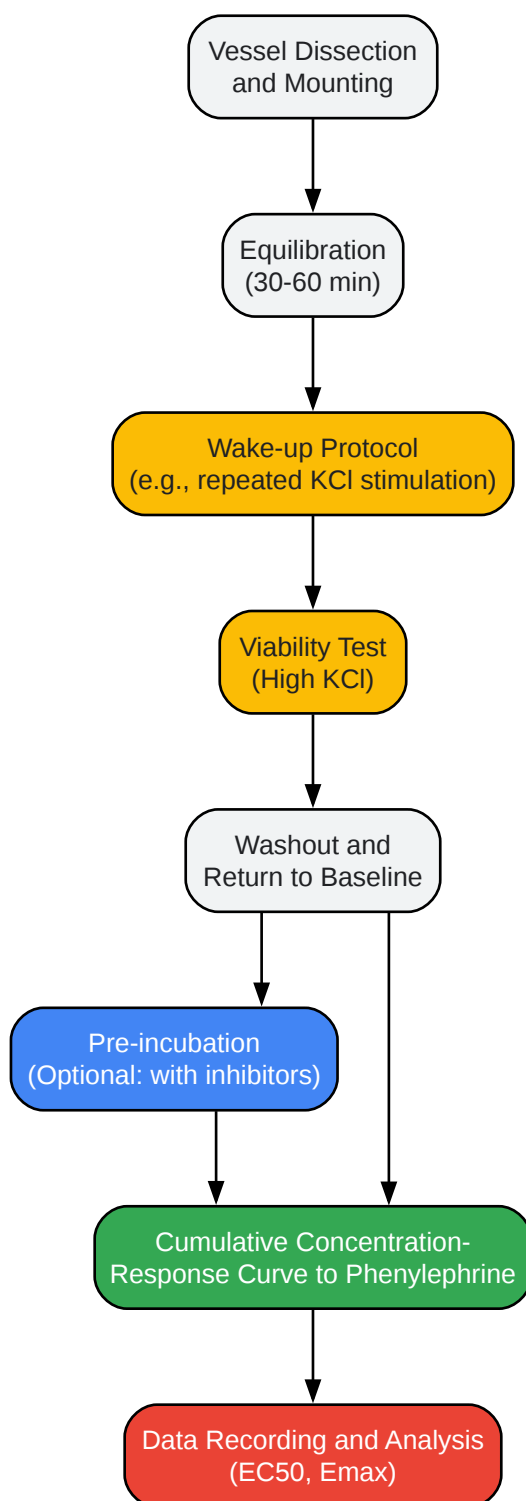 Vessel Dissection
and Mounting
Equilibration
(30-60 min)
Wake-up Protocol
(e.g., repeated KCl stimulation)
Viability Test
(High KCl)
Washout and
Return to Baseline
Pre-incubation
(Optional: with inhibitors)
Cumulative Concentration-
Response Curve to Phenylephrine
Data Recording and Analysis
(EC50, Emax)